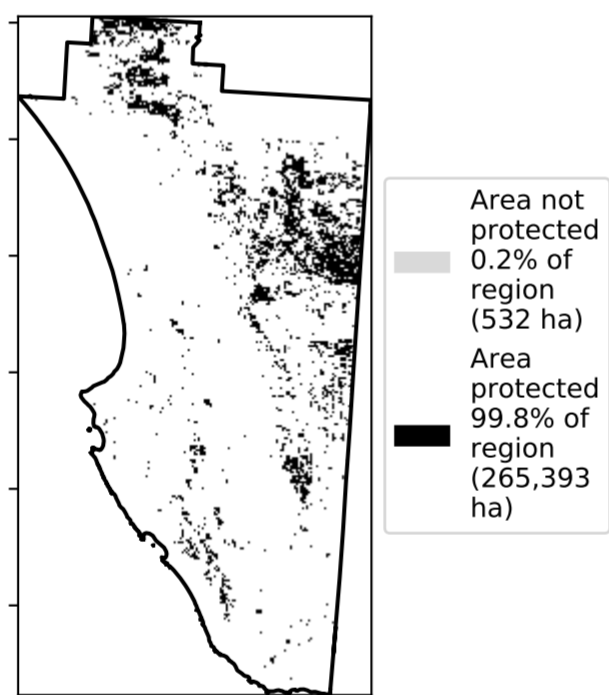 Area not
protected
0.2% of
region
(532 ha)
Area
protected
99.8% of
region
(265,393
ha)